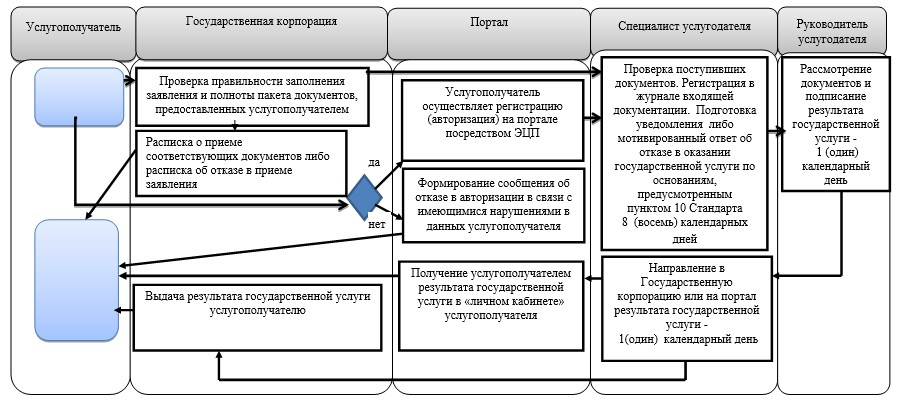 Услугополучатель
Государственная корпорация
Портал
Специалист услугодателя
Руководитель
услугодателя
Проверка правильности заполнения
заявления и полноты пакета документов,
предоставленных услугополучателем
Расписка о приеме
соответствующих документов либо
расписка об отказе в приеме
заявления
да
нет
Услугополучатель
осуществляет регистрацию
(авторизацию) на портале
посредством ЭЦП
Формирование сообщения об
отказе в авторизации в связи с
имеющимися нарушениями в
данных услугополучателя
Проверка поступивших
документов. Регистрация в
журнале входящей
документации. Подготовка
уведомления либо
мотивированный ответ об
отказе в оказании
государственной услуги по
основаниям,
предусмотренным
пунктом 10 Стандарта
8 (восемь) календарных
дней
Рассмотрение
документов и
подписание
результата
государственной
услуги -
1 (один)
календарный
день
Выдача результата государственной услуги
услугополучателю
Получение услугополучателем
результата государственной
услуги в «личном кабинете»
услугополучателя
Направление в
Государственную
корпорацию или на портал
результата государственной
услуги -
1(один) календарный день